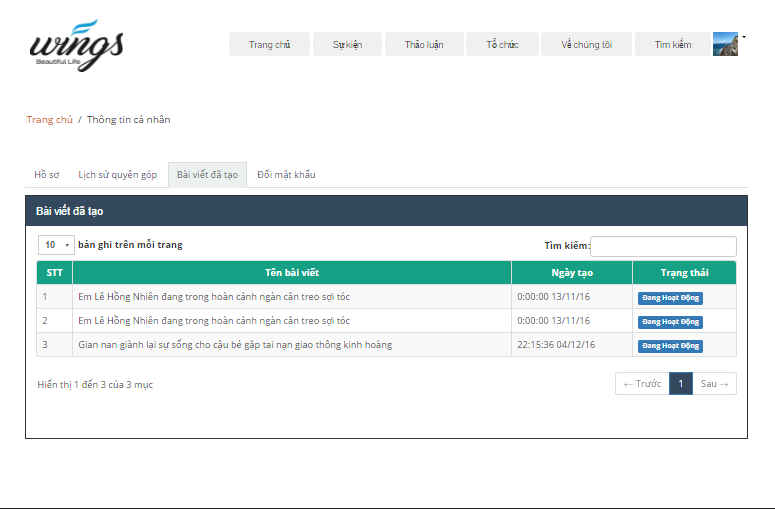 wings
Beautiful Life
Trang chủ Sự kiện Thảo luận Tổ chức Về chúng tôi Tìm kiếm
Trang chủ / Thông tin cá nhân
Hồ sơ Lịch sử quyên góp Bài viết đã tạo Đổi mật khẩu
Bài viết đã tạo
10 bản ghi trên mỗi trang Tìm kiếm:
STT Tên bài viết Ngày tạo Trạng thái
1 Em Lê Hồng Nhiên đang trong hoàn cảnh ngàn cân treo sợi tóc 0:00:00 13/11/16 Đang Hoạt Động
2 Em Lê Hồng Nhiên đang trong hoàn cảnh ngàn cân treo sợi tóc 0:00:00 13/11/16 Đang Hoạt Động
3 Gian nan giành lại sự sống cho cậu bé gặp tai nạn giao thông kinh hoàng 22:15:36 04/12/16 Đang Hoạt Động
Hiển thị 1 đến 3 của 3 mục ← Trước 1 Sau →